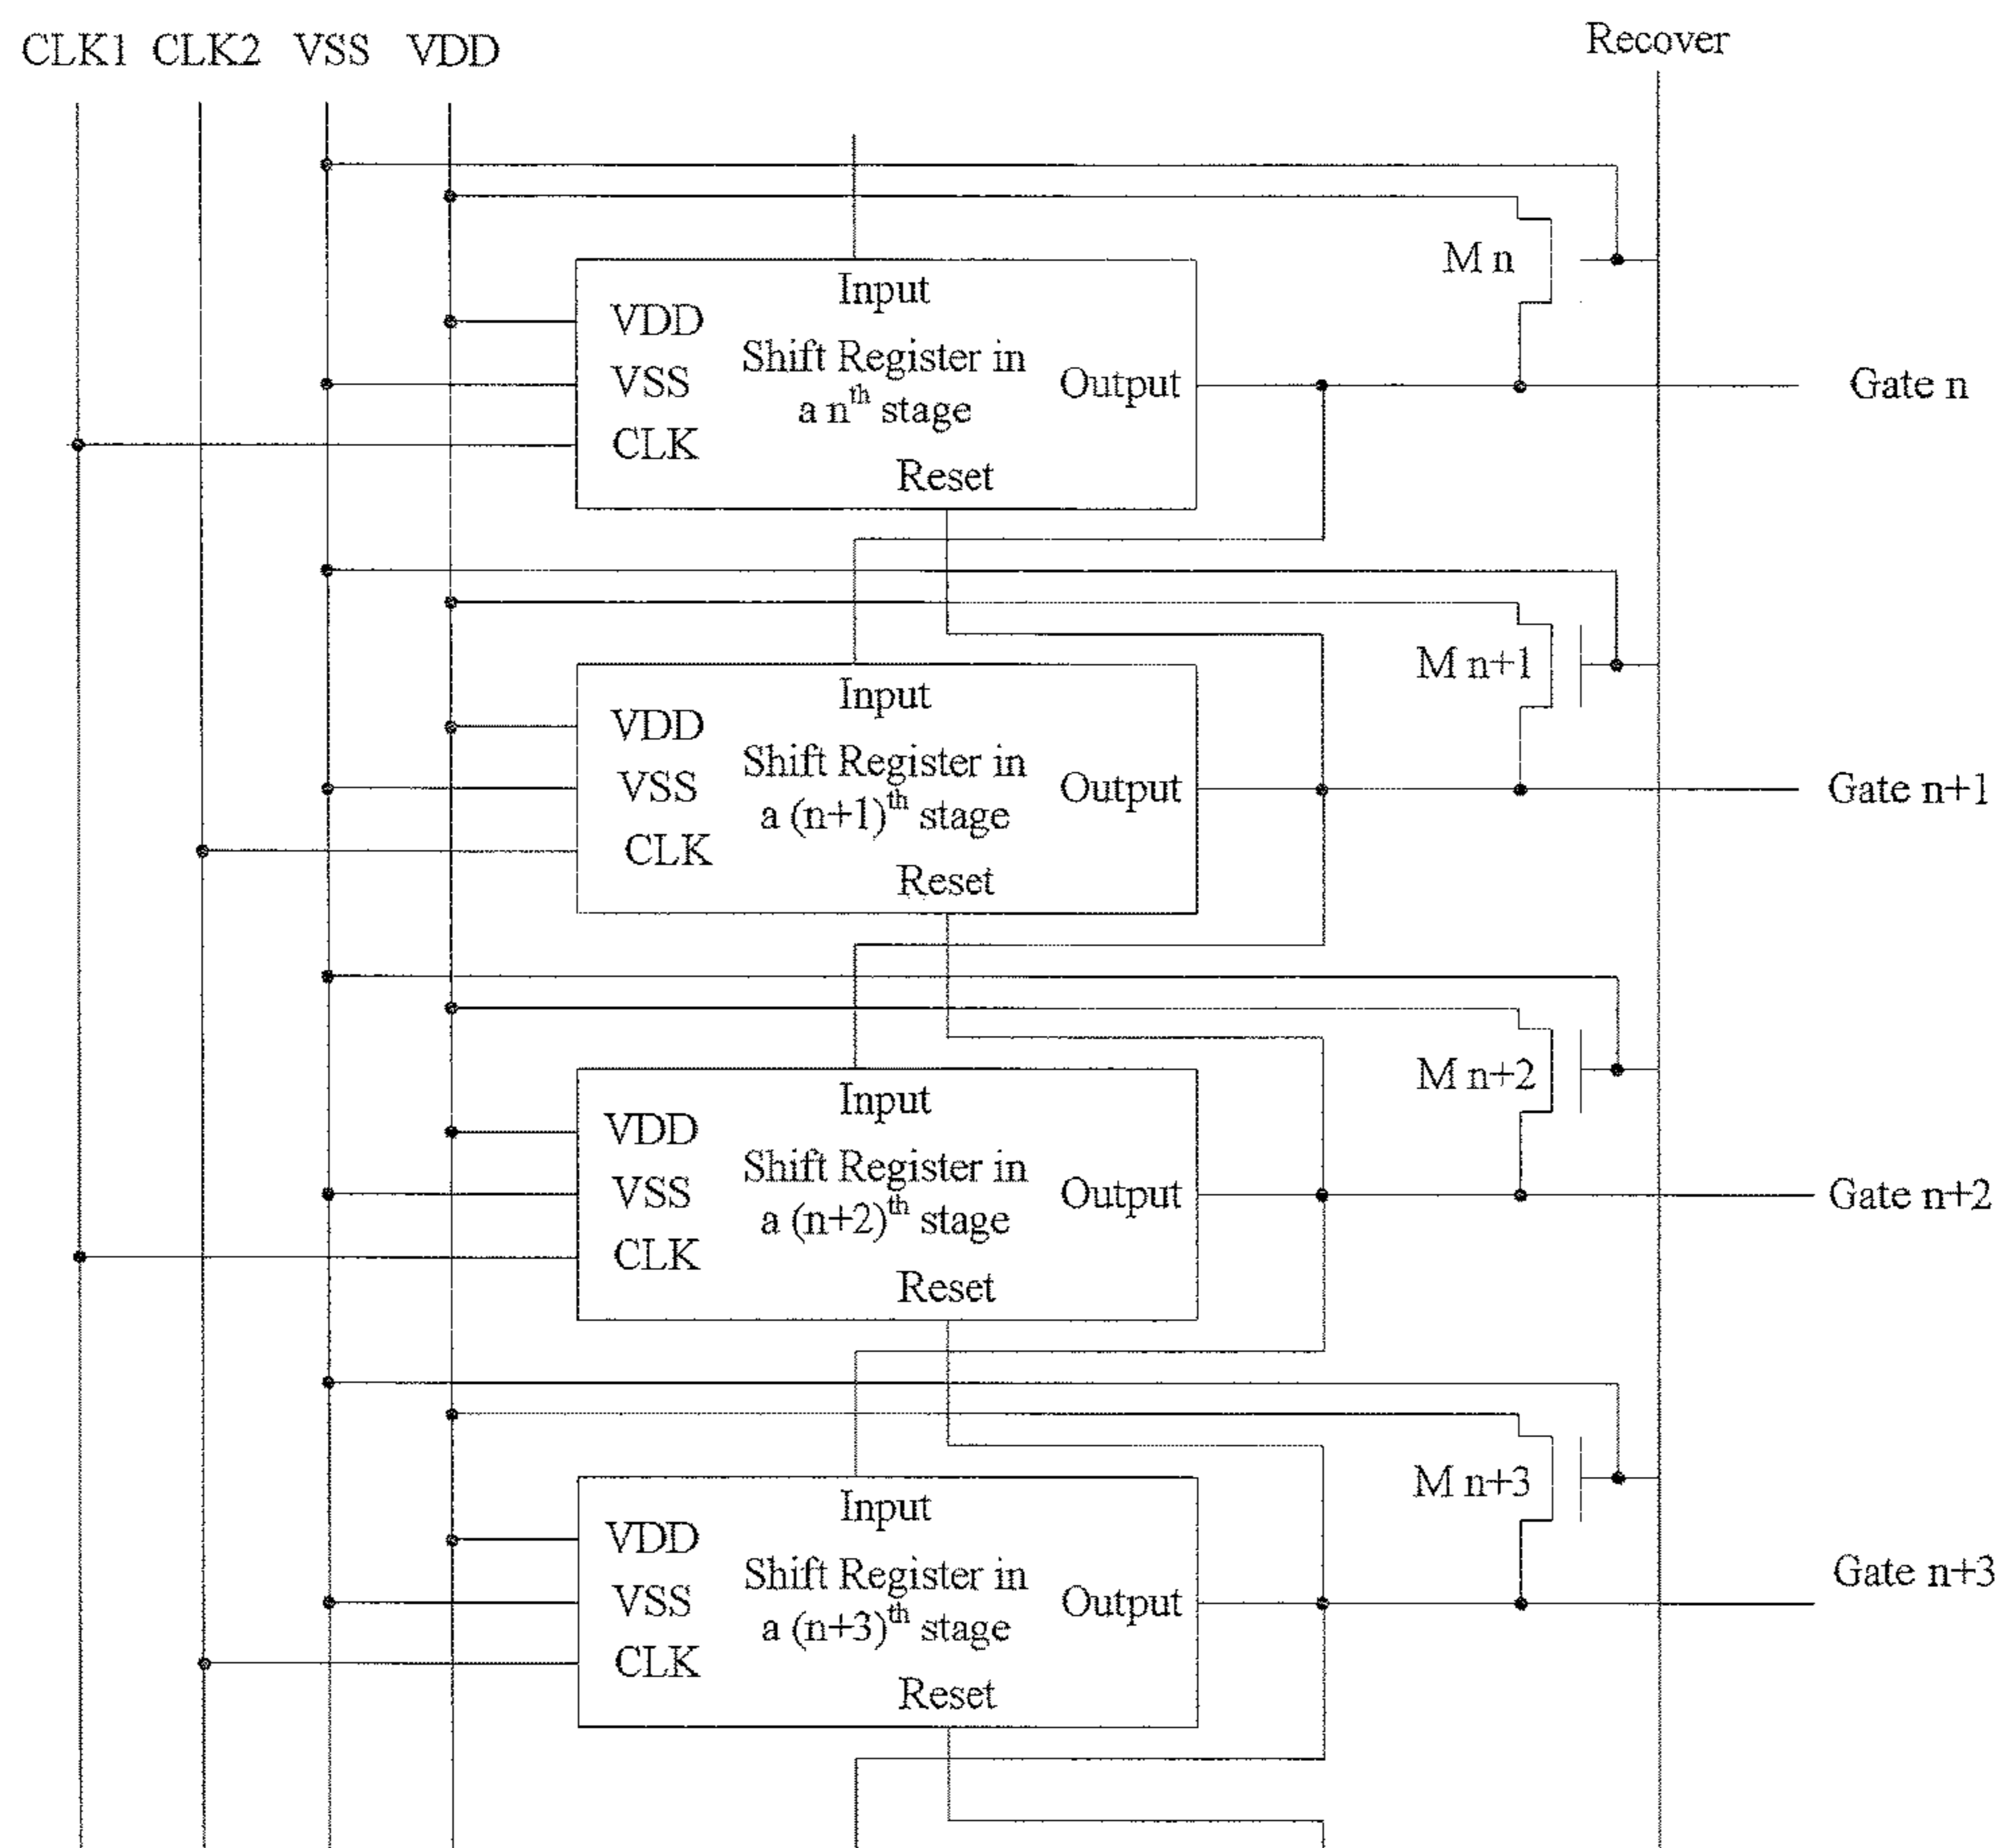 CLK1 CLK2 VSS VDD Recover
M n
Input
VDD
Shift Register in
VSS
Output
Gate n
a nth stage
CLK
Reset
M n+1
Input
VDD
Shift Register in
VSS
Output
Gate n+1
a (n+1)th stage
CLK
Reset
M n+2
Input
VDD
Shift Register in
VSS
Output
Gate n+2
a (n+2)th stage
CLK
Reset
M n+3
Input
VDD
Shift Register in
Gate n+3
VSS
Output
a (n+3)th stage
CLK
Reset